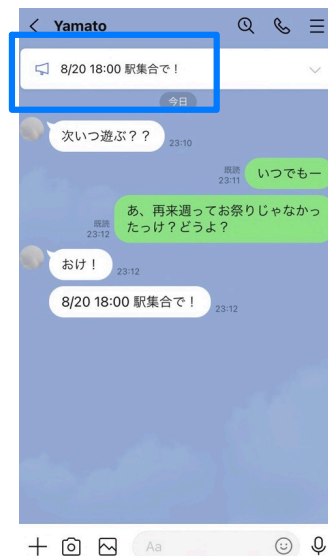 Yamato
8/20 18:00 駅集合で！
今日
次いつ遊ぶ？？
23:10
既読
23:11
いつでもー
あ、再来週ってお祭りじゃなかっ
たっけ？どうよ？
既読
23:12
おけ！
23:12
8/20 18:00 駅集合で！
23:12
Aa